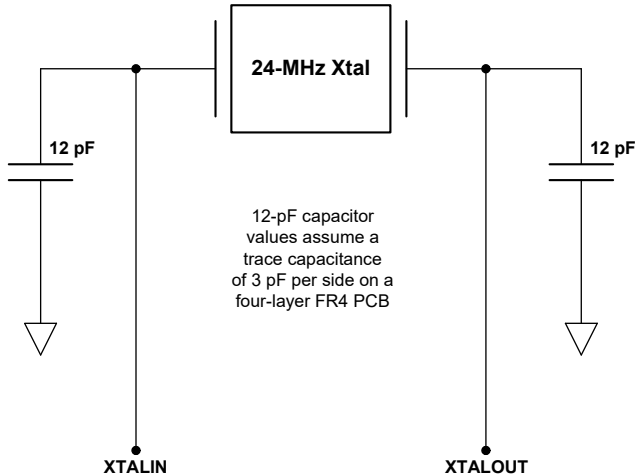 24-MHz Xtal
12 pF
12 pF
12-pF capacitor
values assume a
trace capacitance
of 3 pF per side on a
four-layer FR4 PCB
XTALIN
XTALOUT